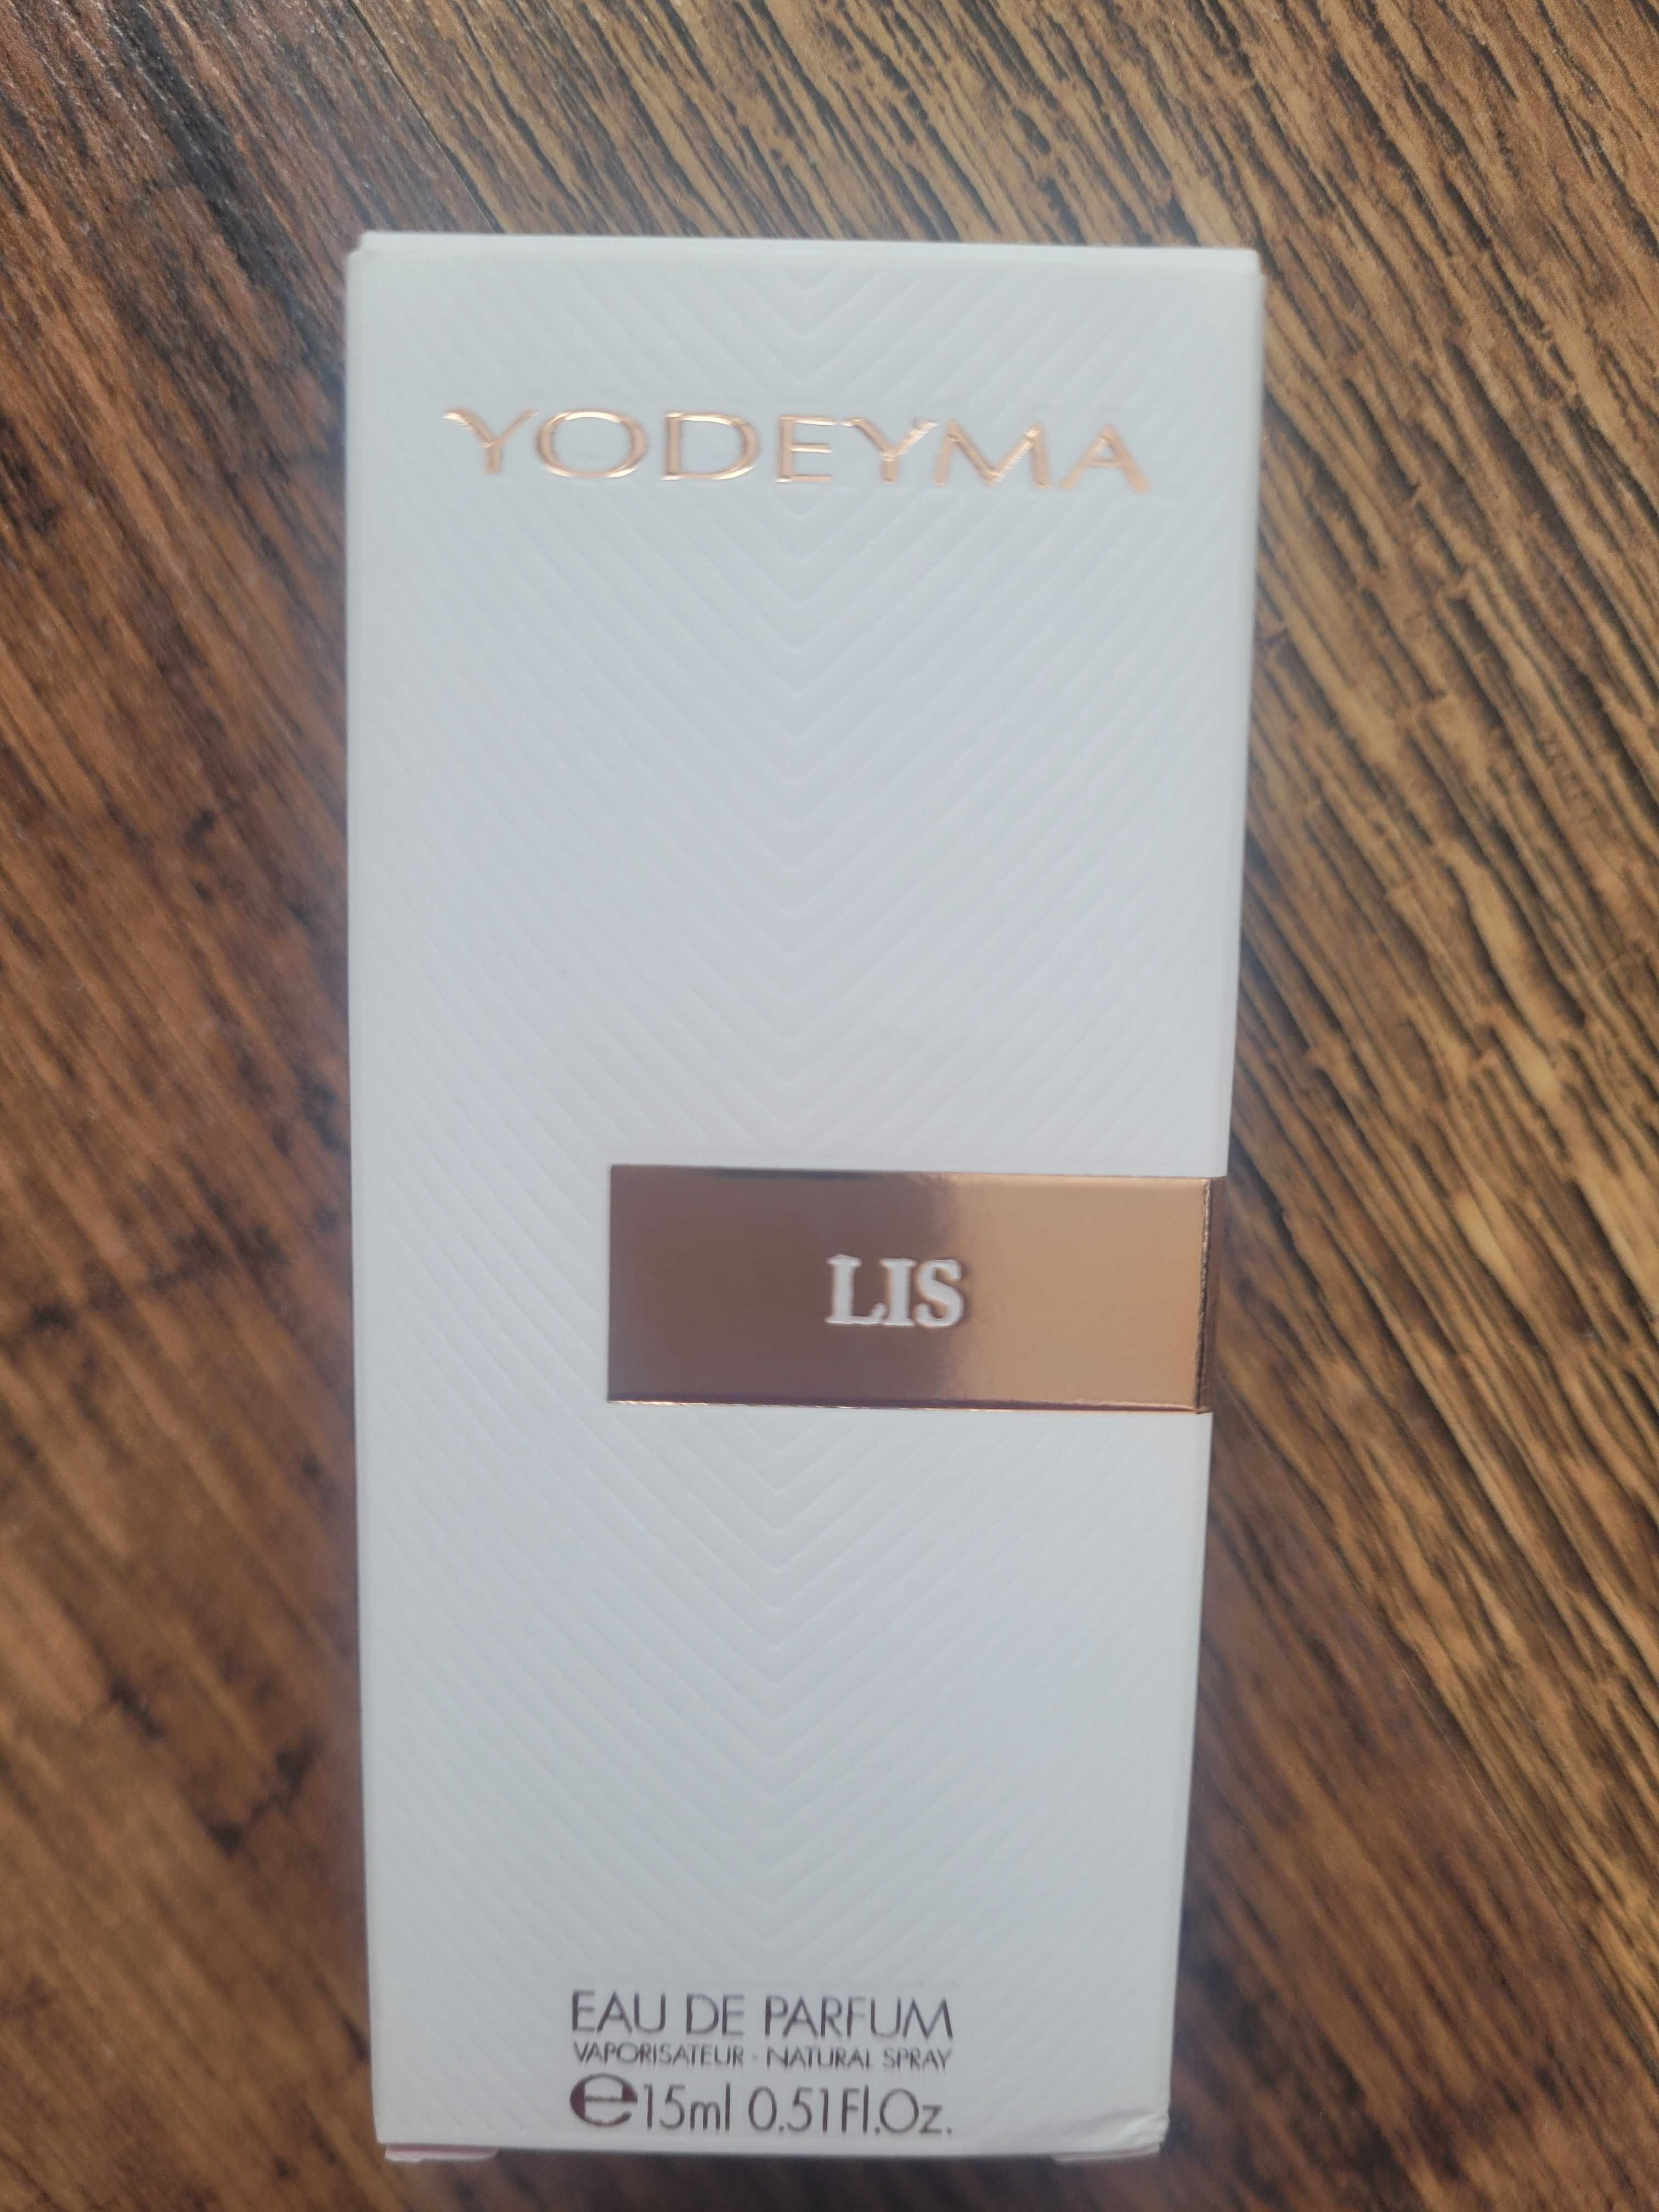 YODEYMA
LIS
EAU DE PARFUM
VAPORISATEUR - NATURAL SPRAY
℮15ml 0.51Fl.Oz.